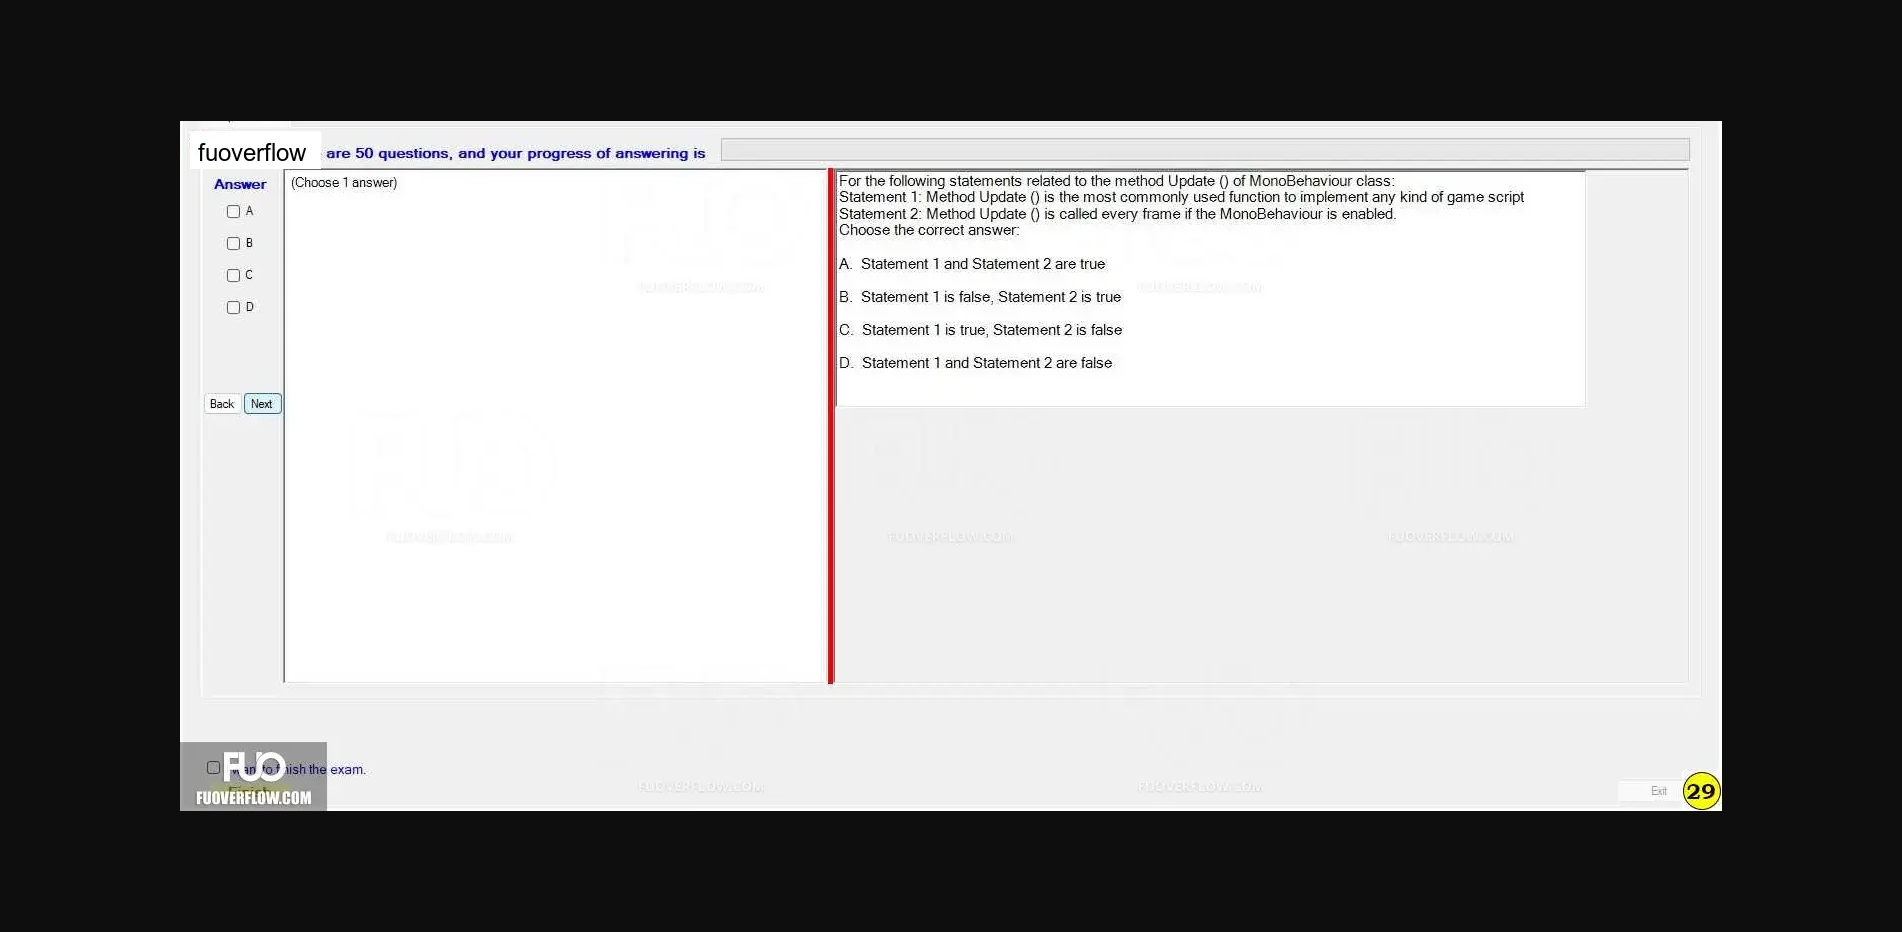 fuoverflow
are 50 questions, and your progress of answering is
Answer
(Choose 1 answer)
A
B
C
D
Back Next
For the following statements related to the method Update () of MonoBehaviour class:
Statement 1: Method Update () is the most commonly used function to implement any kind of game script
Statement 2: Method Update () is called every frame if the MonoBehaviour is enabled.
Choose the correct answer:
A. Statement 1 and Statement 2 are true
B. Statement 1 is false, Statement 2 is true
C. Statement 1 is true, Statement 2 is false
D. Statement 1 and Statement 2 are false
FUOVERFLOW.COM FUOVERFLOW.COM
FUOVERFLOW.COM FUOVERFLOW.COM FUOVERFLOW.COM
FUO
want to finish the exam.
Finish
FUOVERFLOW.COM
FUOVERFLOW.COM FUOVERFLOW.COM
Exit
29